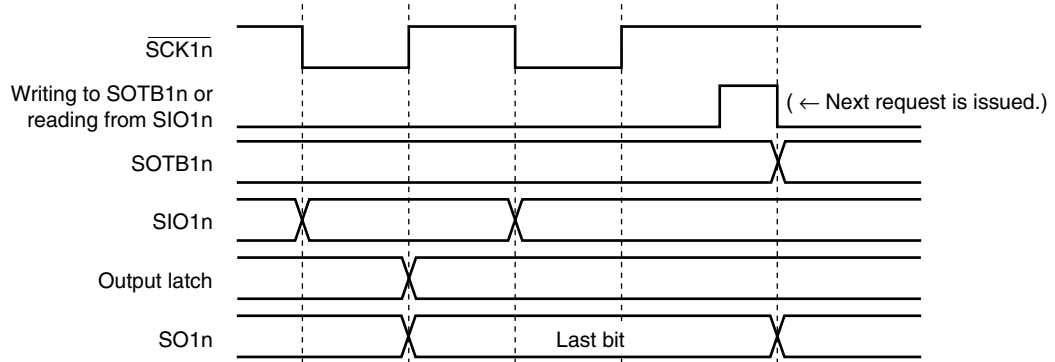 SCK1n
Writing to SOTB1n or
reading from SIO1n
( ← Next request is issued.)
SOTB1n
SIO1n
Output latch
SO1n
Last bit